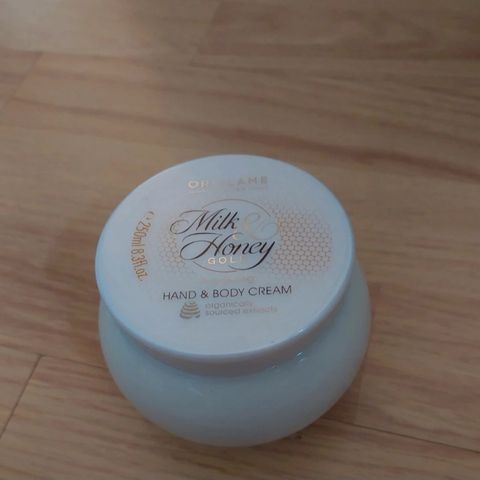 ORIFLAME
Milk &
Honey
GOLD
HAND & BODY CREAM
organically
sourced extracts
e 250ml 8.3fl.oz.